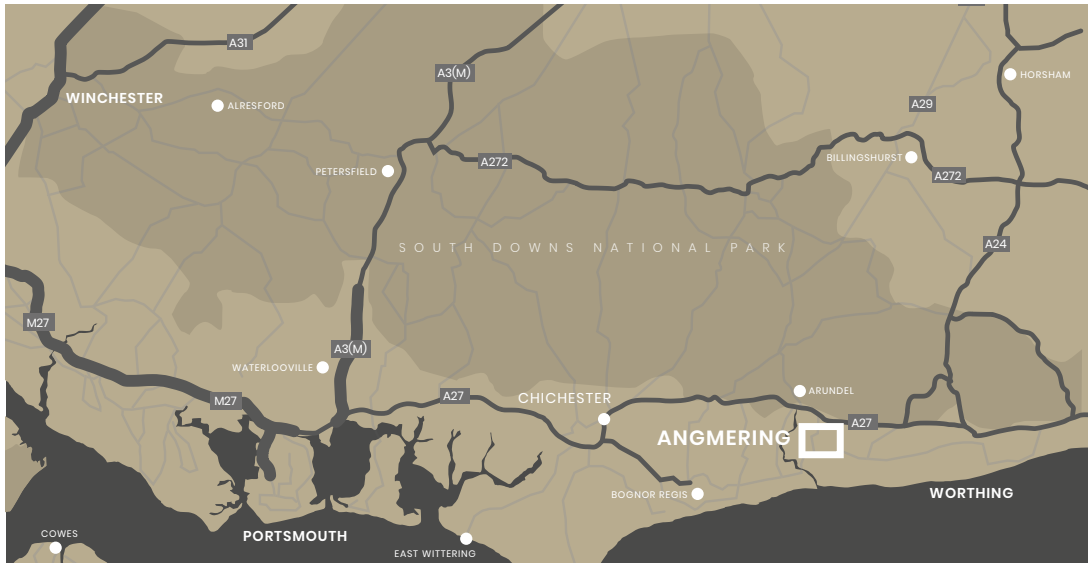 A31
A3(M)
HORSHAM
WINCHESTER
ALRESFORD
A29
PETERSFIELD
A272
BILLINGSHURST
A272
SOUTH DOWNS NATIONAL PARK
A24
M27
A3(M)
WATERLOOVILLE
M27
A27
CHICHESTER
ARUNDEL
A27
ANGMERING
BOGNOR REGIS
WORTHING
COWES
PORTSMOUTH
EAST WITTERING